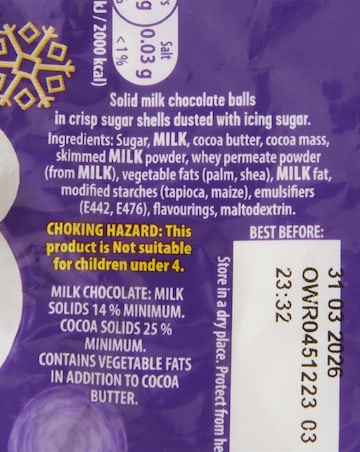 kJ / 2000 kcal)
Salt
0.03 g
<1%
Solid milk chocolate balls
in crisp sugar shells dusted with icing sugar.
Ingredients: Sugar, MILK, cocoa butter, cocoa mass,
skimmed MILK powder, whey permeate powder
(from MILK), vegetable fats (palm, shea), MILK fat,
modified starches (tapioca, maize), emulsifiers
(E442, E476), flavourings, maltodextrin.
CHOKING HAZARD: This
product is Not suitable
for children under 4.
MILK CHOCOLATE: MILK
SOLIDS 14 % MINIMUM.
COCOA SOLIDS 25 %
MINIMUM.
CONTAINS VEGETABLE FATS
IN ADDITION TO COCOA
BUTTER.
BEST BEFORE:
Store in a dry place. Protect from he
31 03 2026
OWR0451223 03
23:32